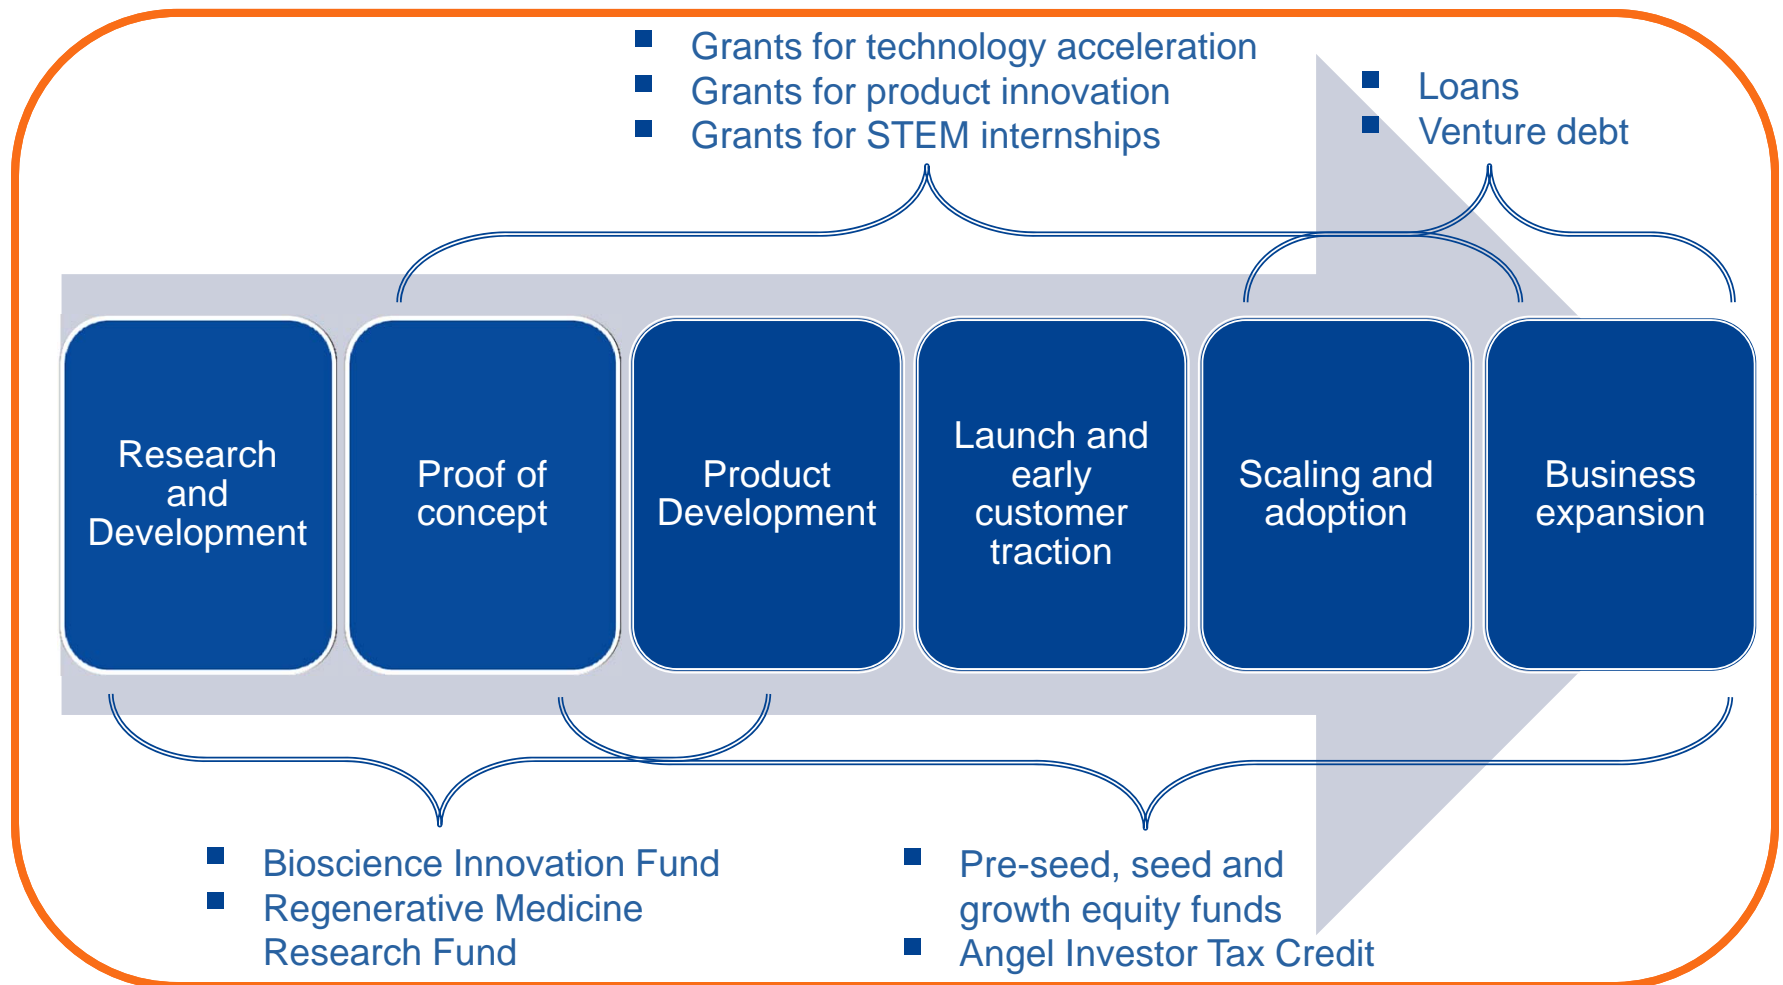 Grants for technology acceleration
Grants for product innovation
Grants for STEM internships
Loans
Venture debt
Research
and
Development
Proof of
concept
Product
Development
Launch and
early
customer
traction
Scaling and
adoption
Business
expansion
Bioscience Innovation Fund
Regenerative Medicine
Research Fund
Pre-seed, seed and
growth equity funds
Angel Investor Tax Credit